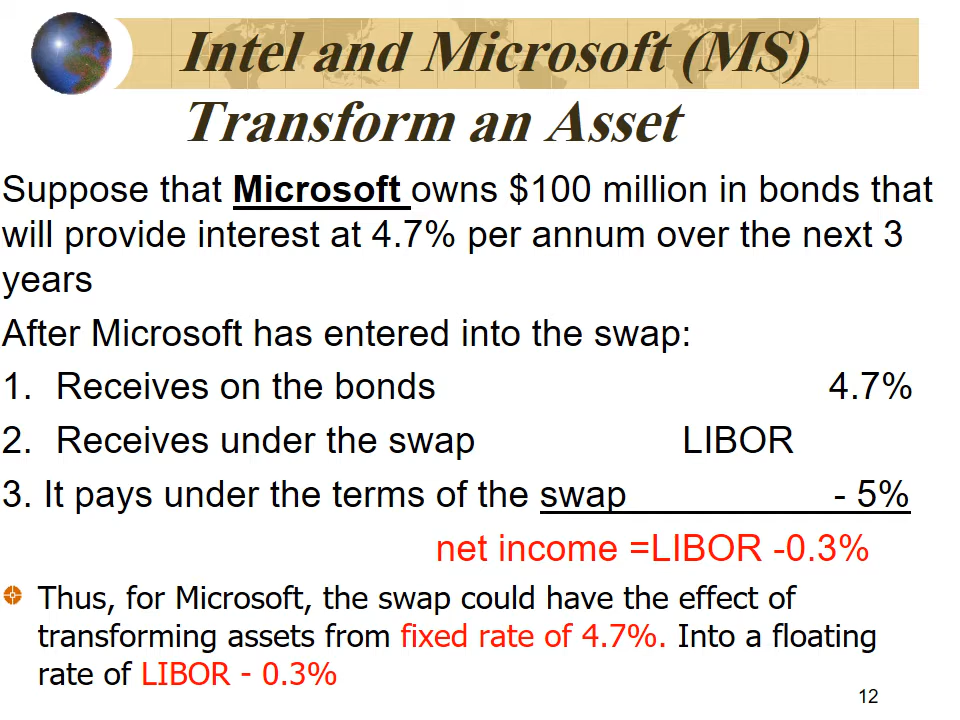 Intel and Microsoft (MS)
Transform an Asset
Suppose that Microsoft owns $100 million in bonds that
will provide interest at 4.7% per annum over the next 3
years
After Microsoft has entered into the swap:
1. Receives on the bonds 4.7%
2. Receives under the swap LIBOR
3. It pays under the terms of the swap - 5%
net income =LIBOR -0.3%
Thus, for Microsoft, the swap could have the effect of
transforming assets from fixed rate of 4.7%. Into a floating
rate of LIBOR - 0.3%
12